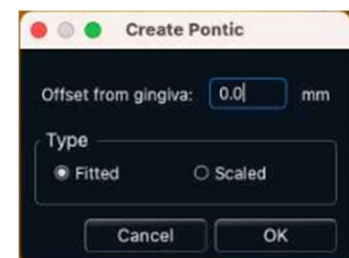 Create Pontic
Offset from gingiva: 0.0 mm
Type
Fitted Scaled
Cancel OK